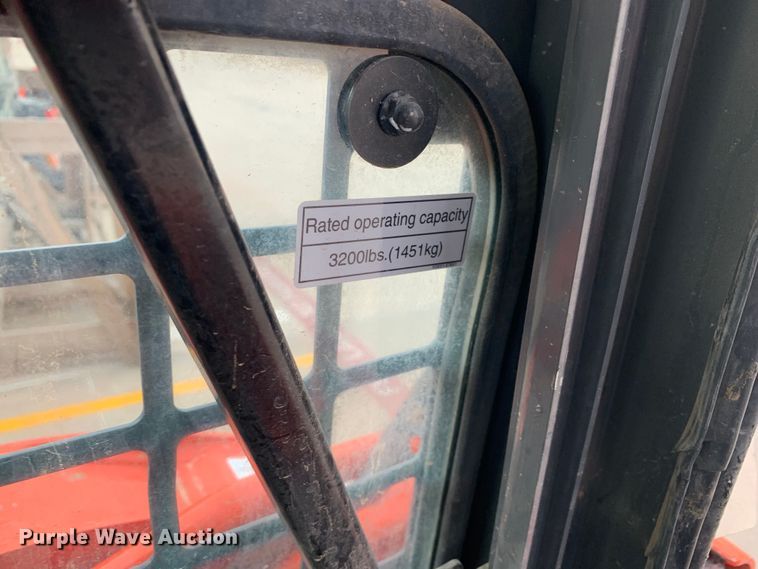 Rated operating capacity
3200lbs.(1451kg)
Purple Wave Auction